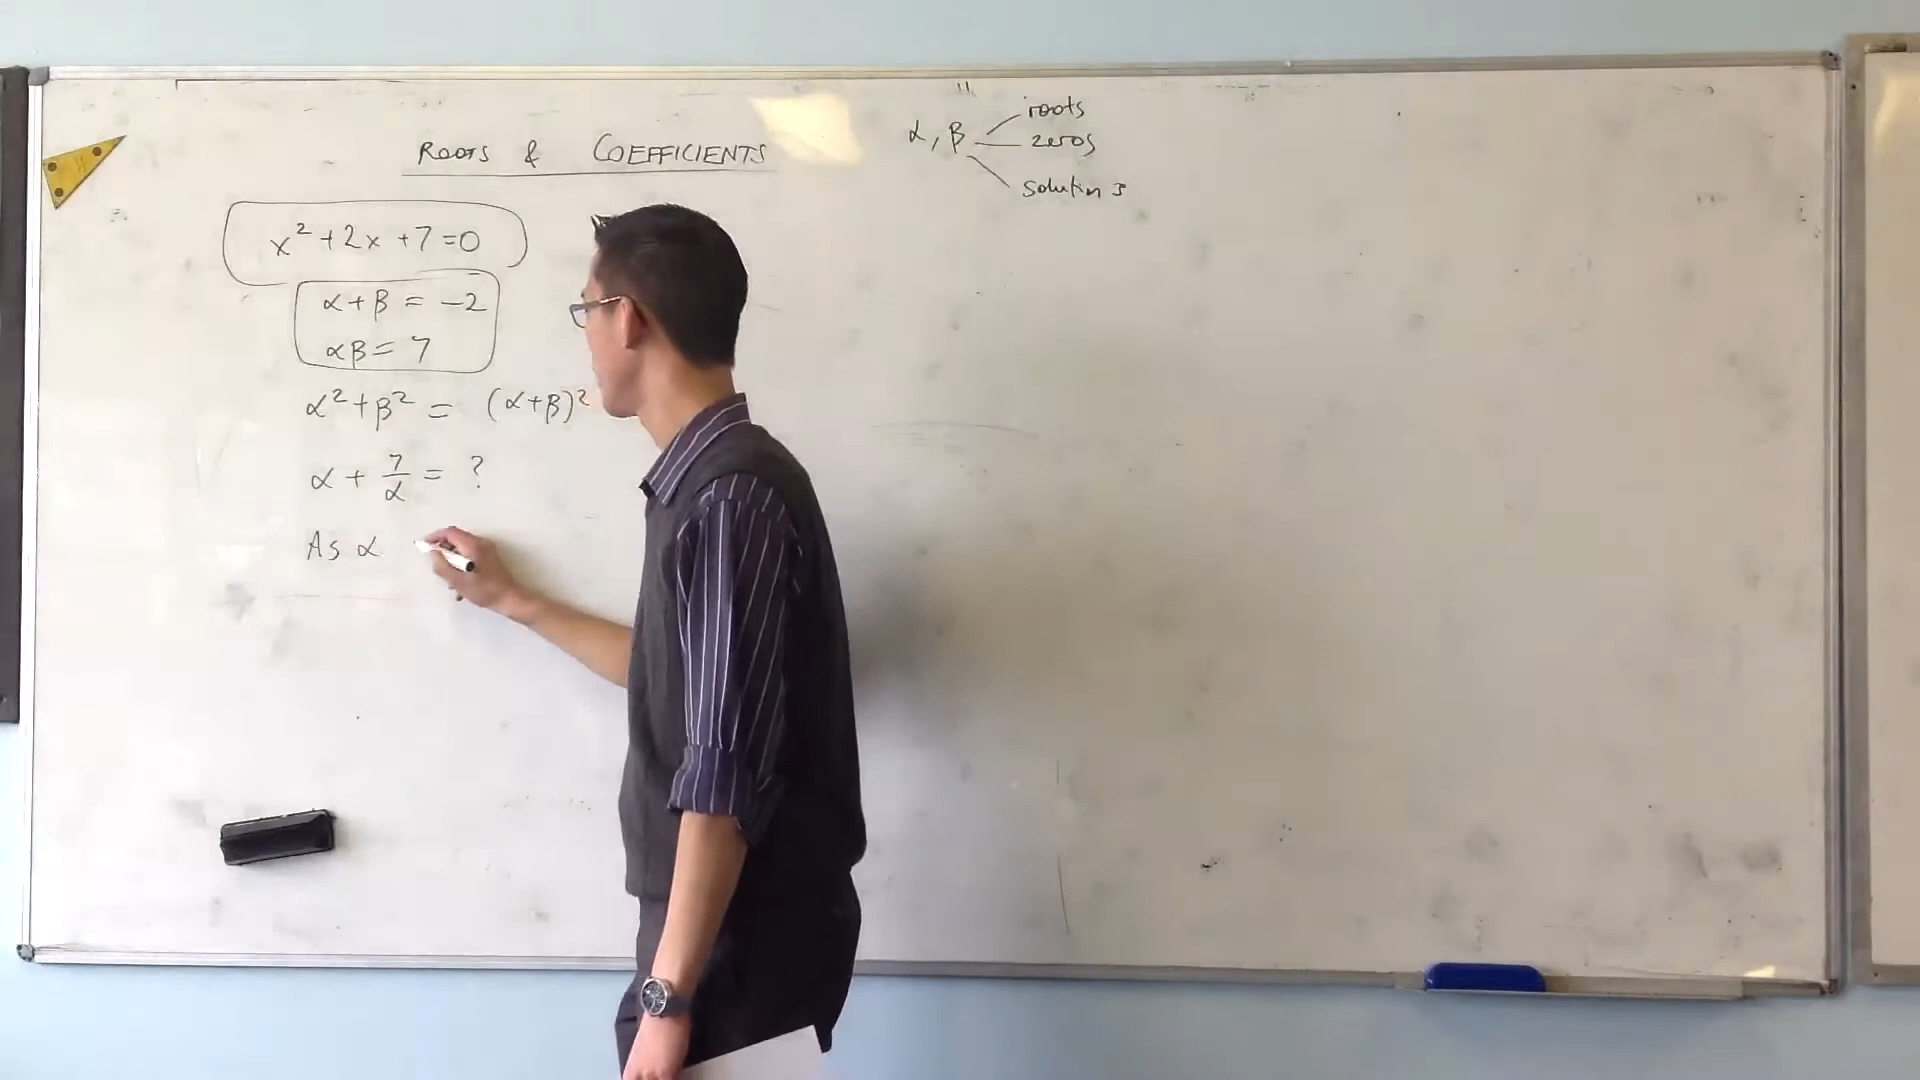 ROOTS & COEFFICIENTS
x² + 2x + 7 = 0
α + β = -2
αβ = 7
α² + β² = (α + β)²
α + 7/α = ?
As α
α, β
roots
zeros
solutions